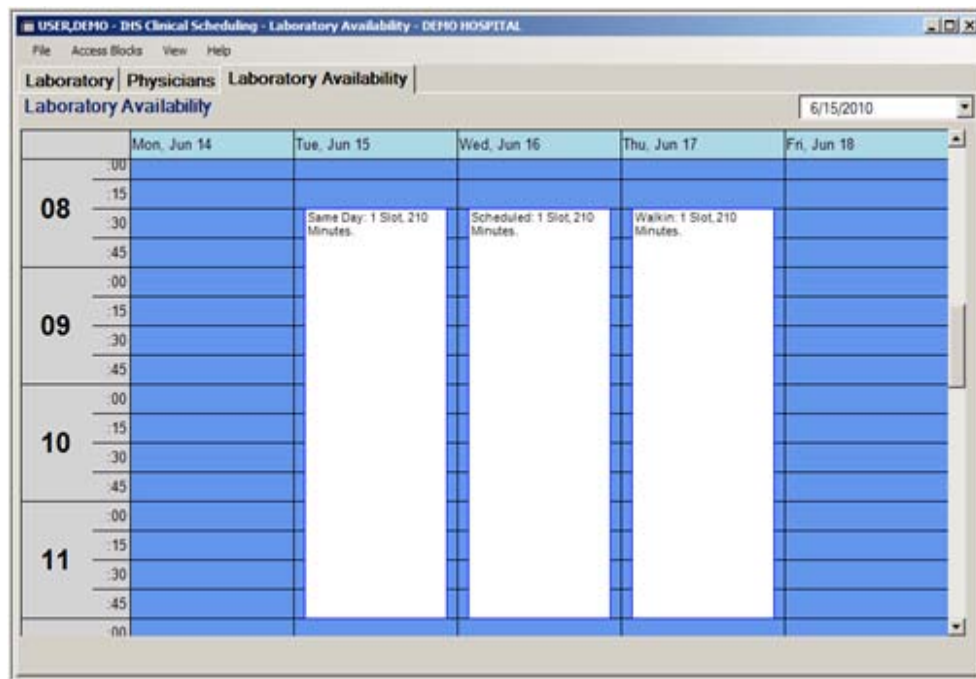 USER,DEMO - IHS Clinical Scheduling - Laboratory Availability - DEMO HOSPITAL
File Access Blocks View Help
Laboratory Physicians Laboratory Availability
Laboratory Availability 6/15/2010
Mon, Jun 14 Tue, Jun 15 Wed, Jun 16 Thu, Jun 17 Fri, Jun 18
08 :00
:15
:30
:45
Same Day: 1 Slot, 210
Minutes.
Scheduled: 1 Slot, 210
Minutes.
Walkin: 1 Slot, 210
Minutes.
09 :00
:15
:30
:45
10 :00
:15
:30
:45
11 :00
:15
:30
:45
:00